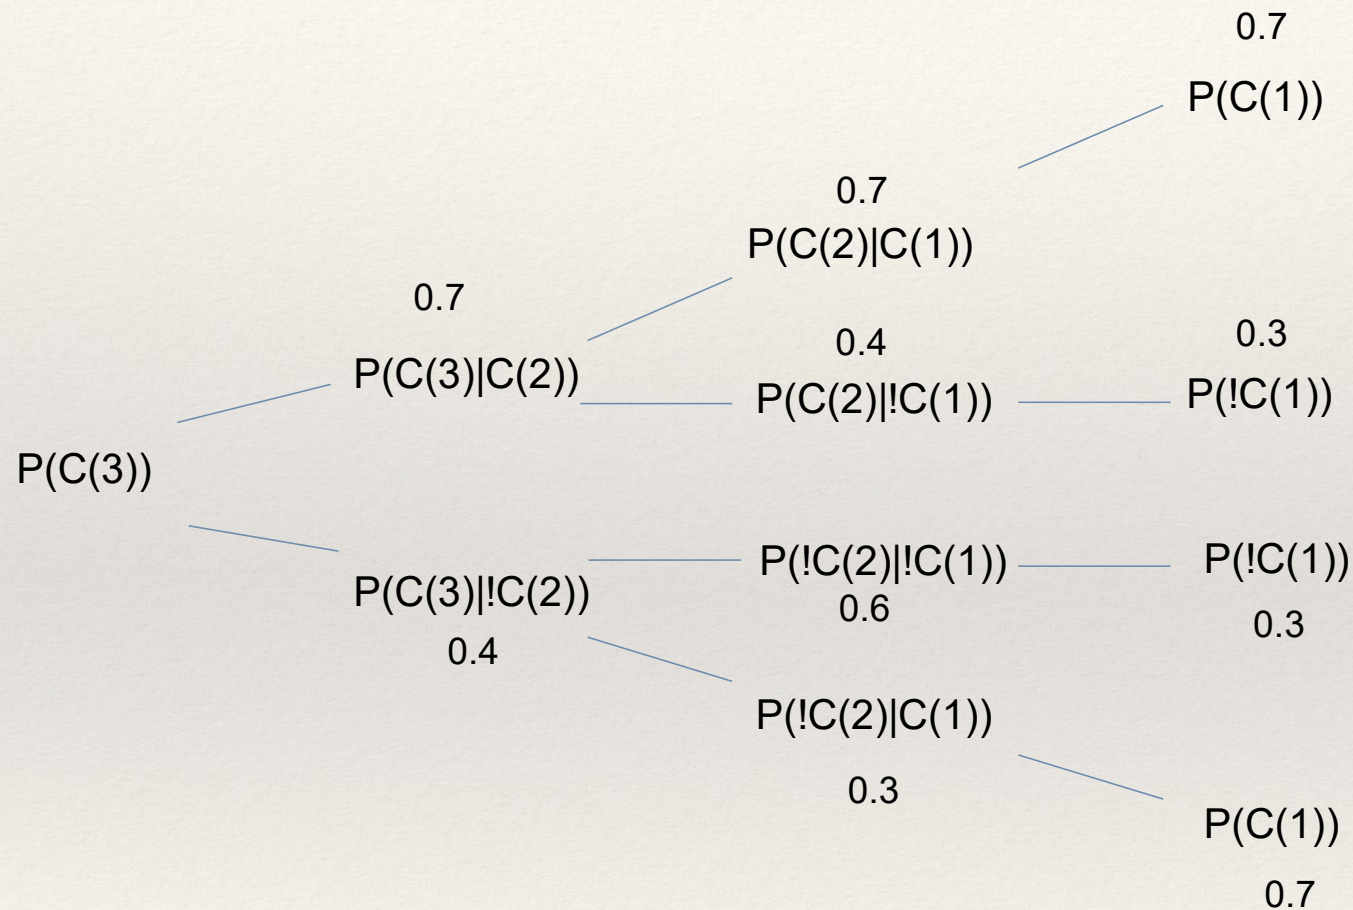 0.7
P(C(1))
0.7
P(C(2)|C(1))
0.7
P(C(3)|C(2))
0.4
P(C(2)|!C(1))
0.3
P(!C(1))
P(C(3))
P(C(3)|!C(2))
0.4
P(!C(2)|!C(1))
0.6
P(!C(1))
0.3
P(!C(2)|C(1))
0.3
P(C(1))
0.7